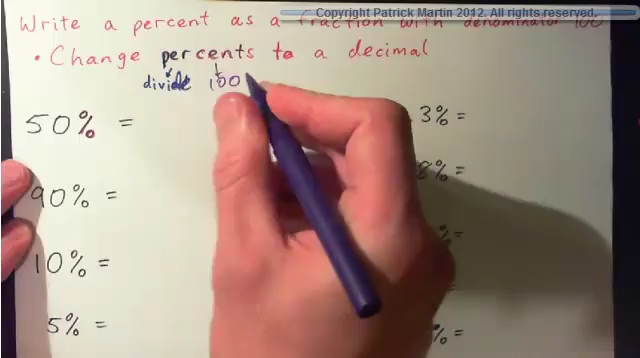 Copyright Patrick Martin 2012. All rights reserved.
Write a percent as a fraction with denominator 100
• Change percents to a decimal
divide 100
50% =
3% =
90% =
8% =
10% =
% =
5% =
% =